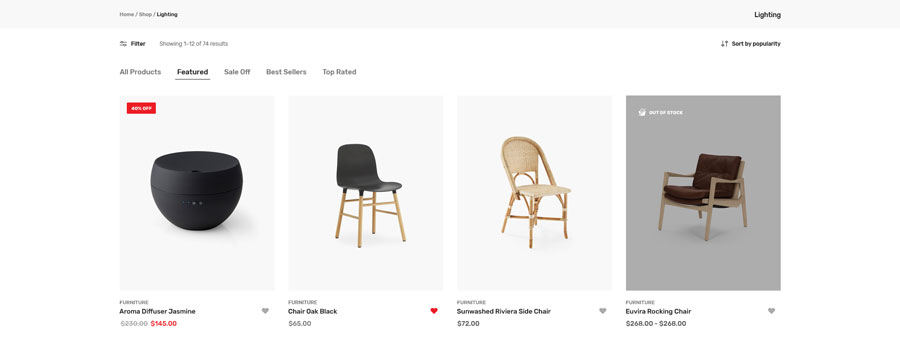 Home / Shop / Lighting
Lighting
Filter
Showing 1-12 of 74 results
Sort by popularity
All Products
Featured
Sale Off
Best Sellers
Top Rated
40% OFF
OUT OF STOCK
FURNITURE
Aroma Diffuser Jasmine
$230.00 $145.00
FURNITURE
Chair Oak Black
$65.00
FURNITURE
Sunwashed Riviera Side Chair
$72.00
FURNITURE
Euvira Rocking Chair
$268.00 - $268.00